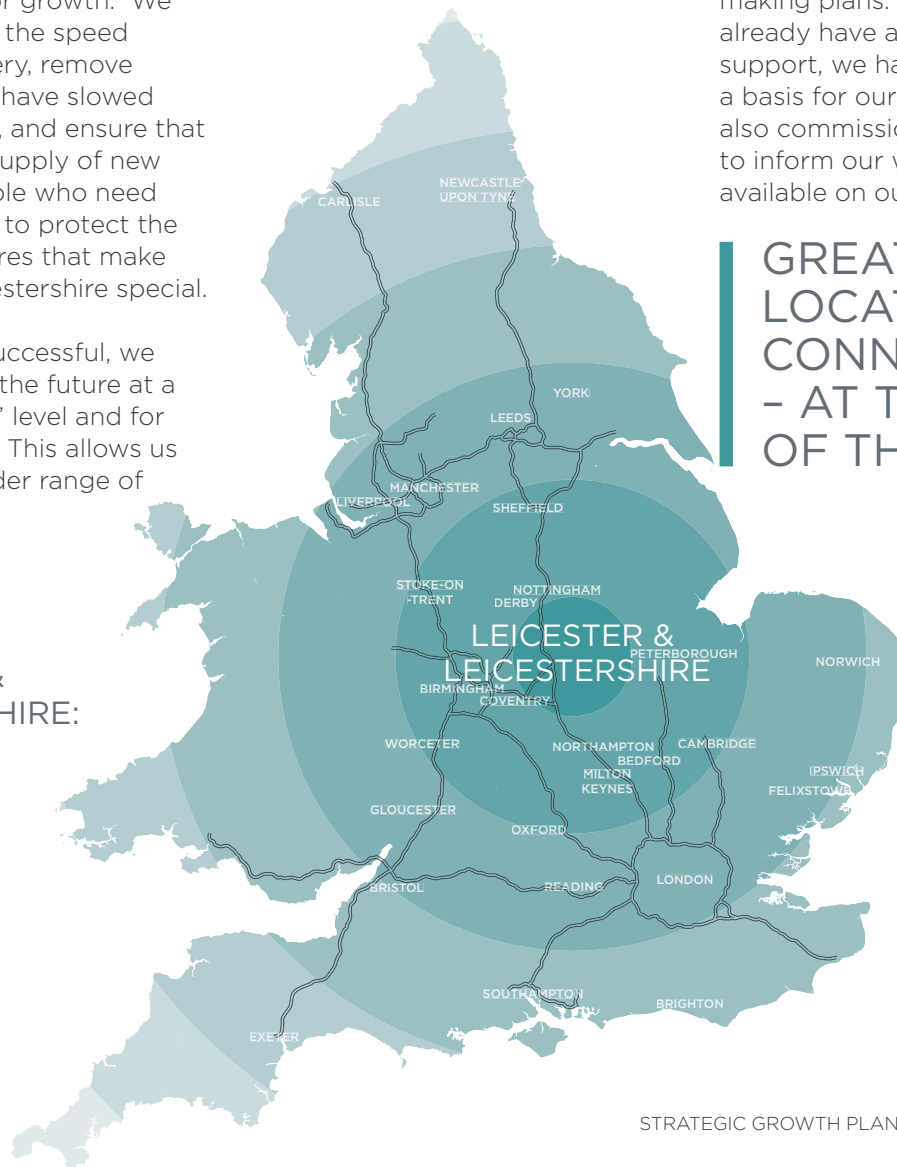 or growth. We
the speed
ery, remove
have slowed
, and ensure that
upply of new
ple who need
to protect the
res that make
estershire special.
uccessful, we
the future at a
' level and for
This allows us
der range of
&
HIRE:
making plans.
already have a
support, we ha
a basis for our
also commissio
to inform our w
available on ou
GREAT
LOCAT
CONN
– AT T
OF TH
CARLISLE
NEWCASTLE
UPON TYNE
YORK
LEEDS
MANCHESTER
LIVERPOOL
SHEFFIELD
STOKE-ON
-TRENT
NOTTINGHAM
DERBY
LEICESTER &
LEICESTERSHIRE
PETERBOROUGH
NORWICH
BIRMINGHAM
COVENTRY
WORCETER
NORTHAMPTON
CAMBRIDGE
BEDFORD
MILTON
KEYNES
IPSWICH
FELIXSTOWE
GLOUCESTER
OXFORD
BRISTOL
READING
LONDON
SOUTHAMPTON
BRIGHTON
EXETER
STRATEGIC GROWTH PLAN